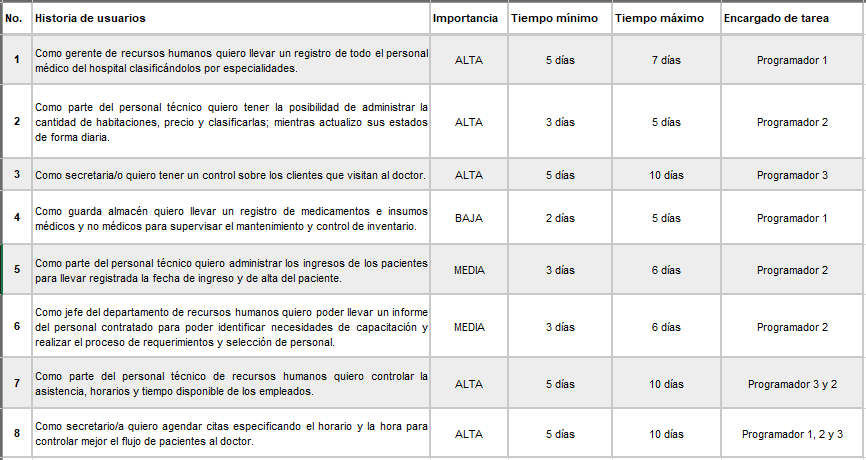 No. Historia de usuarios Importancia Tiempo mínimo Tiempo máximo Encargado de tarea
1 Como gerente de recursos humanos quiero llevar un registro de todo el personal
médico del hospital clasificándolos por especialidades. ALTA 5 días 7 días Programador 1
2 Como parte del personal técnico quiero tener la posibilidad de administrar la
cantidad de habitaciones, precio y clasificarlas; mientras actualizo sus estados
de forma diaria. ALTA 3 días 5 días Programador 2
3 Como secretaria/o quiero tener un control sobre los clientes que visitan al doctor. ALTA 5 días 10 días Programador 3
4 Como guarda almacén quiero llevar un registro de medicamentos e insumos
médicos y no médicos para supervisar el mantenimiento y control de inventario. BAJA 2 días 5 días Programador 1
5 Como parte del personal técnico quiero administrar los ingresos de los pacientes
para llevar registrada la fecha de ingreso y de alta del paciente. MEDIA 3 días 6 días Programador 2
6 Como jefe del departamento de recursos humanos quiero poder llevar un informe
del personal contratado para poder identificar necesidades de capacitación y
realizar el proceso de requerimientos y selección de personal. MEDIA 3 días 6 días Programador 2
7 Como parte del personal técnico de recursos humanos quiero controlar la
asistencia, horarios y tiempo disponible de los empleados. ALTA 5 días 10 días Programador 3 y 2
8 Como secretario/a quiero agendar citas especificando el horario y la hora para
controlar mejor el flujo de pacientes al doctor. ALTA 5 días 10 días Programador 1, 2 y 3